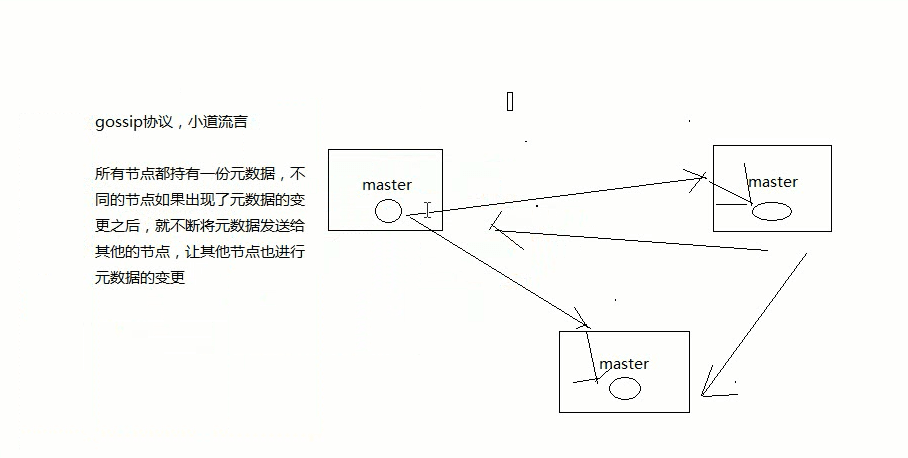 gossip协议，小道流言
所有节点都持有一份元数据，不
同的节点如果出现了元数据的变
更之后，就不断将元数据发送给
其他的节点，让其他节点也进行
元数据的变更
master
master
master